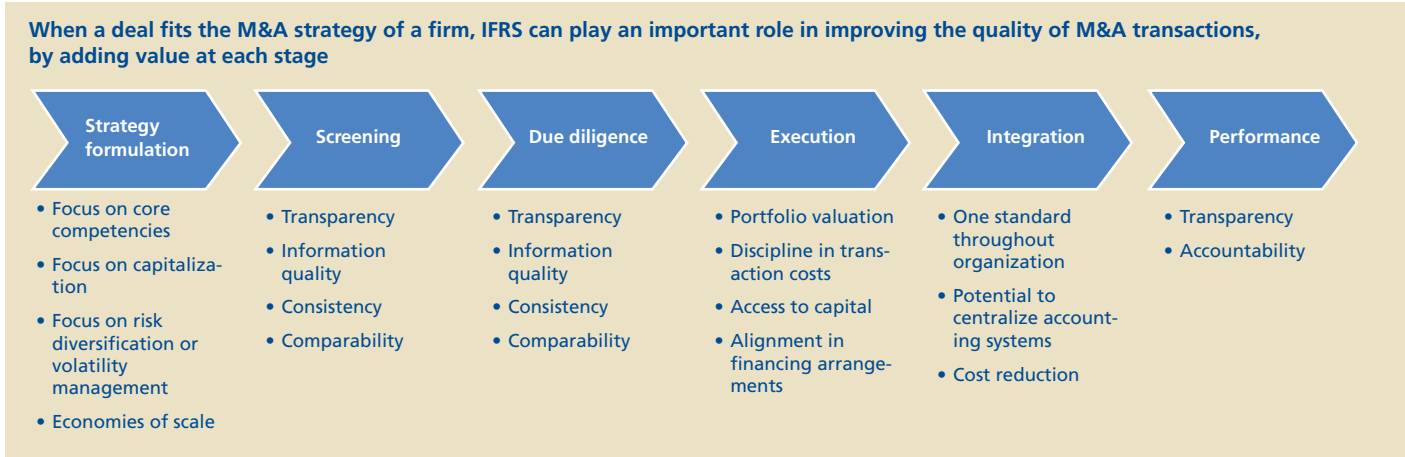 When a deal fits the M&A strategy of a firm, IFRS can play an important role in improving the quality of M&A transactions,
by adding value at each stage
Strategy
formulation
Screening
Due diligence
Execution
Integration
Performance
• Focus on core
competencies
• Focus on capitaliza-
tion
• Focus on risk
diversification or
volatility
management
• Economies of scale
• Transparency
• Information
quality
• Consistency
• Comparability
• Transparency
• Information
quality
• Consistency
• Comparability
• Portfolio valuation
• Discipline in trans-
action costs
• Access to capital
• Alignment in
financing arrange-
ments
• One standard
throughout
organization
• Potential to
centralize account-
ing systems
• Cost reduction
• Transparency
• Accountability